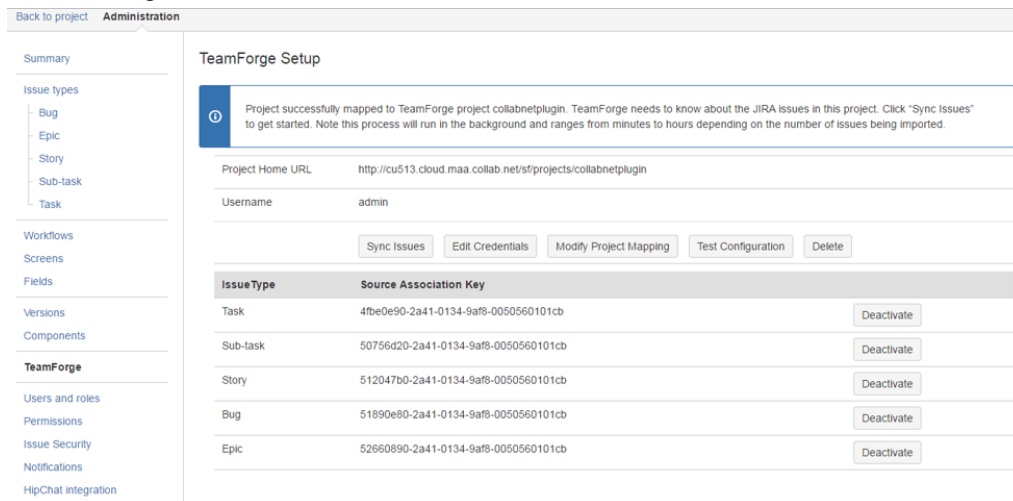 Back to project Administration
Summary
Issue types
Bug
Epic
Story
Sub-task
Task
Workflows
Screens
Fields
Versions
Components
TeamForge
Users and roles
Permissions
Issue Security
Notifications
HipChat integration
TeamForge Setup
Project successfully mapped to TeamForge project collabnetplugin. TeamForge needs to know about the JIRA issues in this project. Click “Sync Issues”
to get started. Note this process will run in the background and ranges from minutes to hours depending on the number of issues being imported.
Project Home URL http://cu513.cloud.maa.collab.net/sf/projects/collabnetplugin
Username admin
Sync Issues Edit Credentials Modify Project Mapping Test Configuration Delete
IssueType Source Association Key
Task 4fbe0e90-2a41-0134-9af8-0050560101cb Deactivate
Sub-task 50756d20-2a41-0134-9af8-0050560101cb Deactivate
Story 512047b0-2a41-0134-9af8-0050560101cb Deactivate
Bug 51890e80-2a41-0134-9af8-0050560101cb Deactivate
Epic 52660890-2a41-0134-9af8-0050560101cb Deactivate